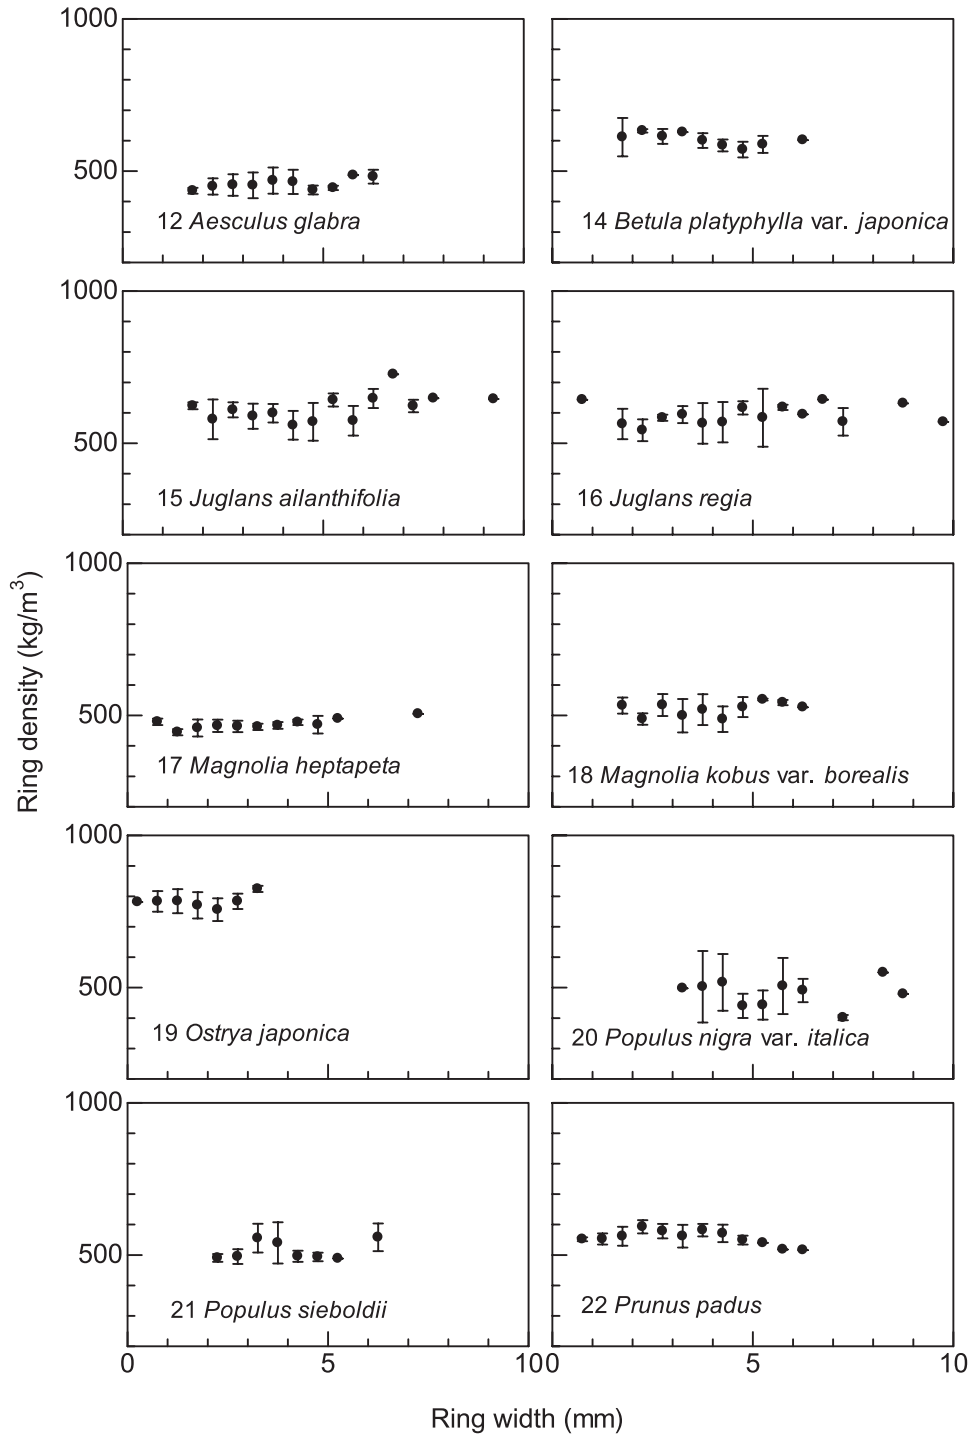 1000
500
12 Aesculus glabra
14 Betula platyphylla var. japonica
1000
500
15 Juglans ailanthifolia
16 Juglans regia
Ring density (kg/m³)
1000
500
17 Magnolia heptapeta
18 Magnolia kobus var. borealis
1000
500
19 Ostrya japonica
20 Populus nigra var. italica
1000
500
21 Populus sieboldii
22 Prunus padus
0 5 10 0 5 10
Ring width (mm)